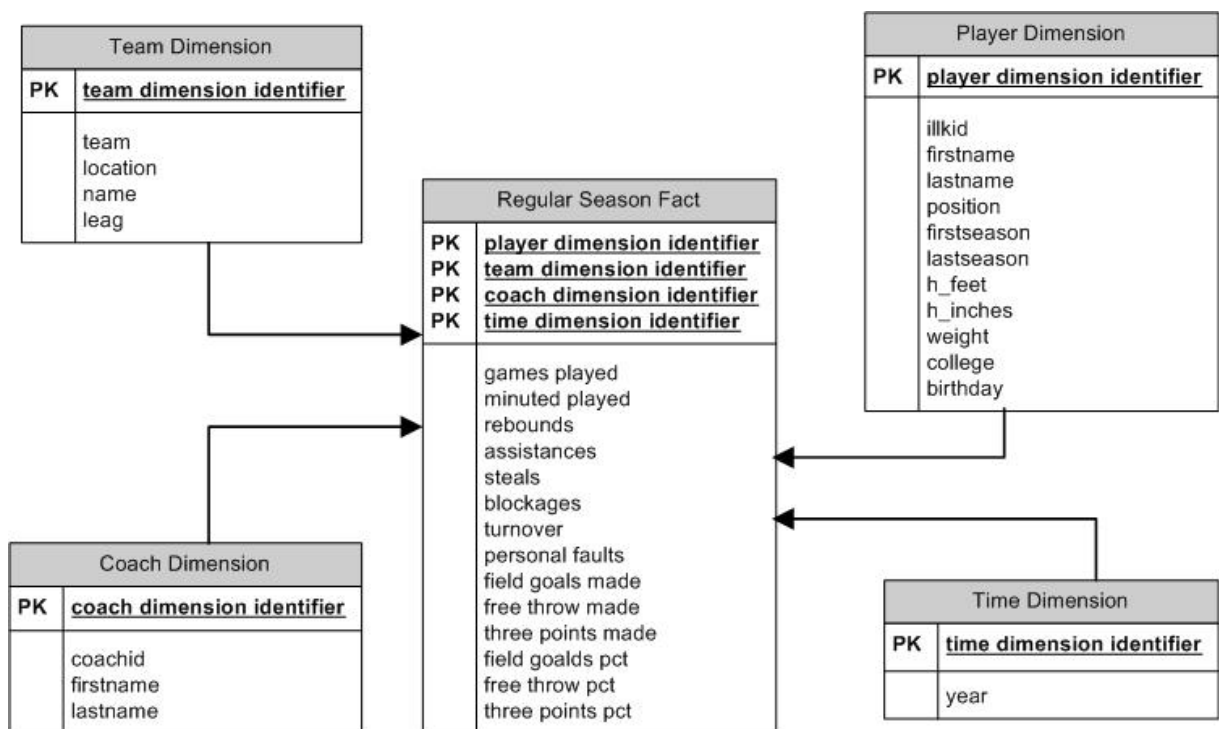 Team Dimension
PK team dimension identifier
team
location
name
leag
Player Dimension
PK player dimension identifier
illkid
firstname
lastname
position
firstseason
lastseason
h_feet
h_inches
weight
college
birthday
Regular Season Fact
PK player dimension identifier
PK team dimension identifier
PK coach dimension identifier
PK time dimension identifier
games played
minuted played
rebounds
assistances
steals
blockages
turnover
personal faults
field goals made
free throw made
three points made
field goalds pct
free throw pct
three points pct
Coach Dimension
PK coach dimension identifier
coachid
firstname
lastname
Time Dimension
PK time dimension identifier
year